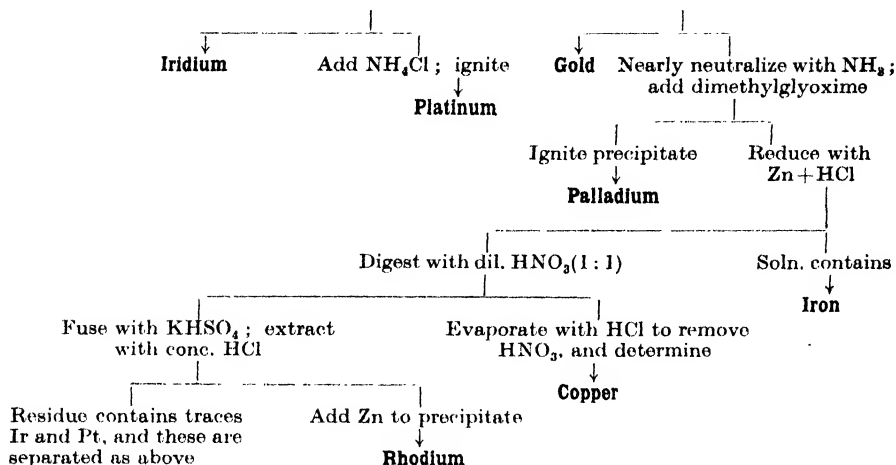 Iridium
Add NH₄Cl; ignite
Platinum
Gold
Nearly neutralize with NH₃;
add dimethylglyoxime
Ignite precipitate
Palladium
Reduce with
Zn+HCl
Digest with dil. HNO₃(1 : 1)
Soln. contains
Iron
Fuse with KHSO₄; extract
with conc. HCl
Evaporate with HCl to remove
HNO₃, and determine
Copper
Residue contains traces
Ir and Pt, and these are
separated as above
Add Zn to precipitate
Rhodium